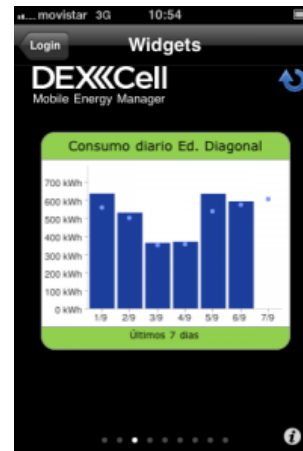 movistar 3G 10:54
Login Widgets
DEXCell
Mobile Energy Manager
Consumo diario Ed. Diagonal
700 kWh
600 kWh
500 kWh
400 kWh
300 kWh
200 kWh
100 kWh
0 kWh
1/9 2/9 3/9 4/9 5/9 6/9 7/9
Últimos 7 dias
i